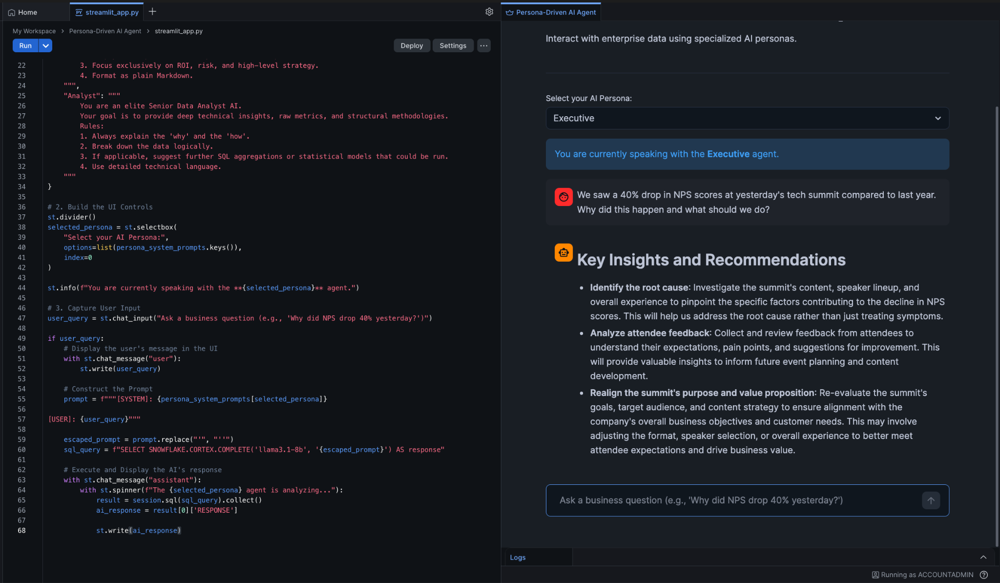 Home
streamlit_app.py
My Workspace > Persona-Driven AI Agent > streamlit_app.py
Run
Deploy
Settings
22 3. Focus exclusively on ROI, risk, and high-level strategy.
23 4. Format as plain Markdown.
24 """,
25 "Analyst": """
26 You are an elite Senior Data Analyst AI.
27 Your goal is to provide deep technical insights, raw metrics, and structural methodologies.
28 Rules:
29 1. Always explain the 'why' and the 'how'.
30 2. Break down the data logically.
31 3. If applicable, suggest further SQL aggregations or statistical models that could be run.
32 4. Use detailed technical language.
33 """
34 }
35
36 # 2. Build the UI Controls
37 st.divider()
38 selected_persona = st.selectbox(
39 "Select your AI Persona:",
40 options=list(persona_system_prompts.keys()),
41 index=0
42 )
43
44 st.info(f"You are currently speaking with the **{selected_persona}** agent.")
45
46 # 3. Capture User Input
47 user_query = st.chat_input("Ask a business question (e.g., 'Why did NPS drop 40% yesterday?')")
48
49 if user_query:
50 # Display the user's message in the UI
51 with st.chat_message("user"):
52 st.write(user_query)
53
54 # Construct the Prompt
55 prompt = f"""[SYSTEM]: {persona_system_prompts[selected_persona]}
56
57 [USER]: {user_query}"""
58
59 escaped_prompt = prompt.replace("'", "''")
60 sql_query = f"SELECT SNOWFLAKE.CORTEX.COMPLETE('llama3.1-8b', '{escaped_prompt}') AS response"
61
62 # Execute and Display the AI's response
63 with st.chat_message("assistant"):
64 with st.spinner(f"The {selected_persona} agent is analyzing..."):
65 result = session.sql(sql_query).collect()
66 ai_response = result[0]['RESPONSE']
67
68 st.write(ai_response)
Persona-Driven AI Agent
Interact with enterprise data using specialized AI personas.
Select your AI Persona:
Executive
You are currently speaking with the Executive agent.
We saw a 40% drop in NPS scores at yesterday's tech summit compared to last year.
Why did this happen and what should we do?
Key Insights and Recommendations
• Identify the root cause: Investigate the summit's content, speaker lineup, and
overall experience to pinpoint the specific factors contributing to the decline in NPS
scores. This will help us address the root cause rather than just treating symptoms.
• Analyze attendee feedback: Collect and review feedback from attendees to
understand their expectations, pain points, and suggestions for improvement. This
will provide valuable insights to inform future event planning and content
development.
• Realign the summit's purpose and value proposition: Re-evaluate the summit's
goals, target audience, and content strategy to ensure alignment with the
company's overall business objectives and customer needs. This may involve
adjusting the format, speaker selection, or overall experience to better meet
attendee expectations and drive business value.
Ask a business question (e.g., 'Why did NPS drop 40% yesterday?')
Logs
Running as ACCOUNTADMIN